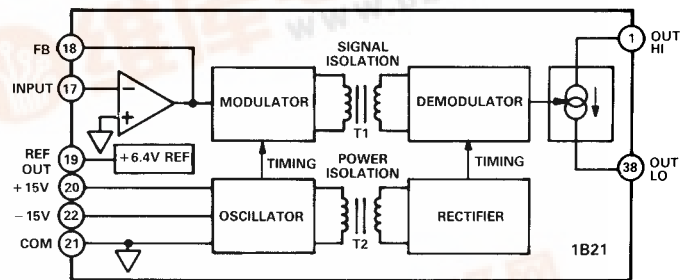 FB 18
INPUT 17
REF OUT 19
+15V 20
−15V 22
COM 21
−
+
+6.4V REF
MODULATOR
SIGNAL
ISOLATION
T1
DEMODULATOR
TIMING
POWER
ISOLATION
TIMING
OSCILLATOR
T2
RECTIFIER
1 OUT
HI
38 OUT
LO
1B21